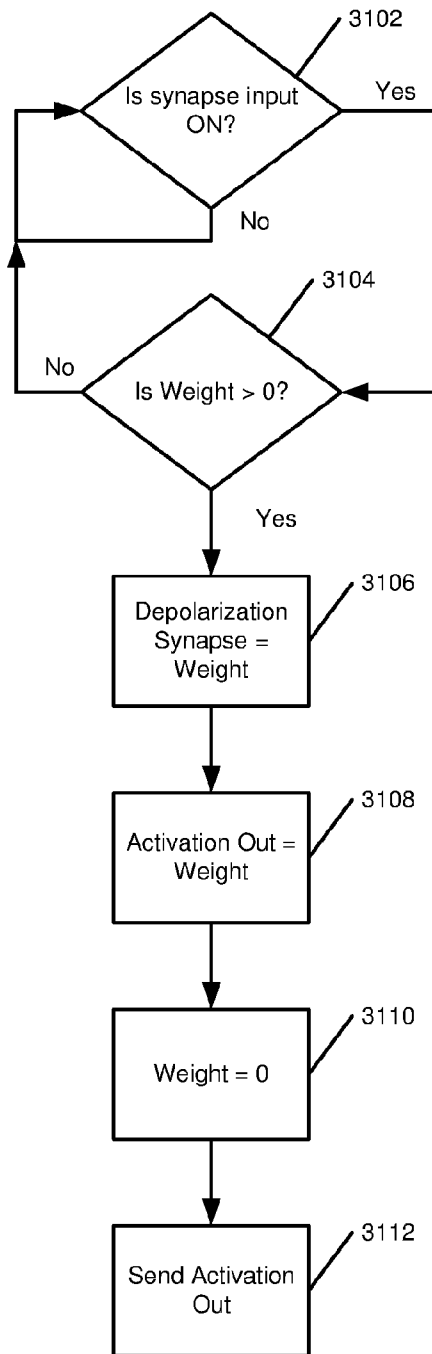 3102
Is synapse input
ON?
Yes
No
3104
No
Is Weight > 0?
Yes
3106
Depolarization
Synapse =
Weight
3108
Activation Out =
Weight
3110
Weight = 0
3112
Send Activation
Out